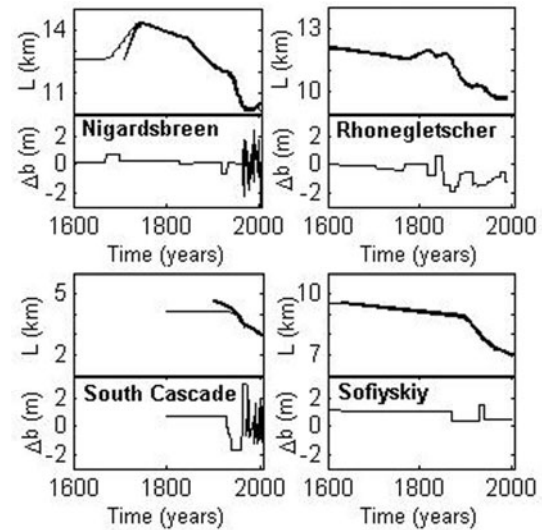 14
11
L (km)
Nigardsbreen
2
0
-2
Δb (m)
1600 1800 2000
Time (years)
13
10
L (km)
Rhonegletscher
2
0
-2
Δb (m)
1600 1800 2000
Time (years)
5
2
L (km)
South Cascade
2
0
-2
Δb (m)
1600 1800 2000
Time (years)
10
7
L (km)
Sofiyskiy
2
0
-2
Δb (m)
1600 1800 2000
Time (years)